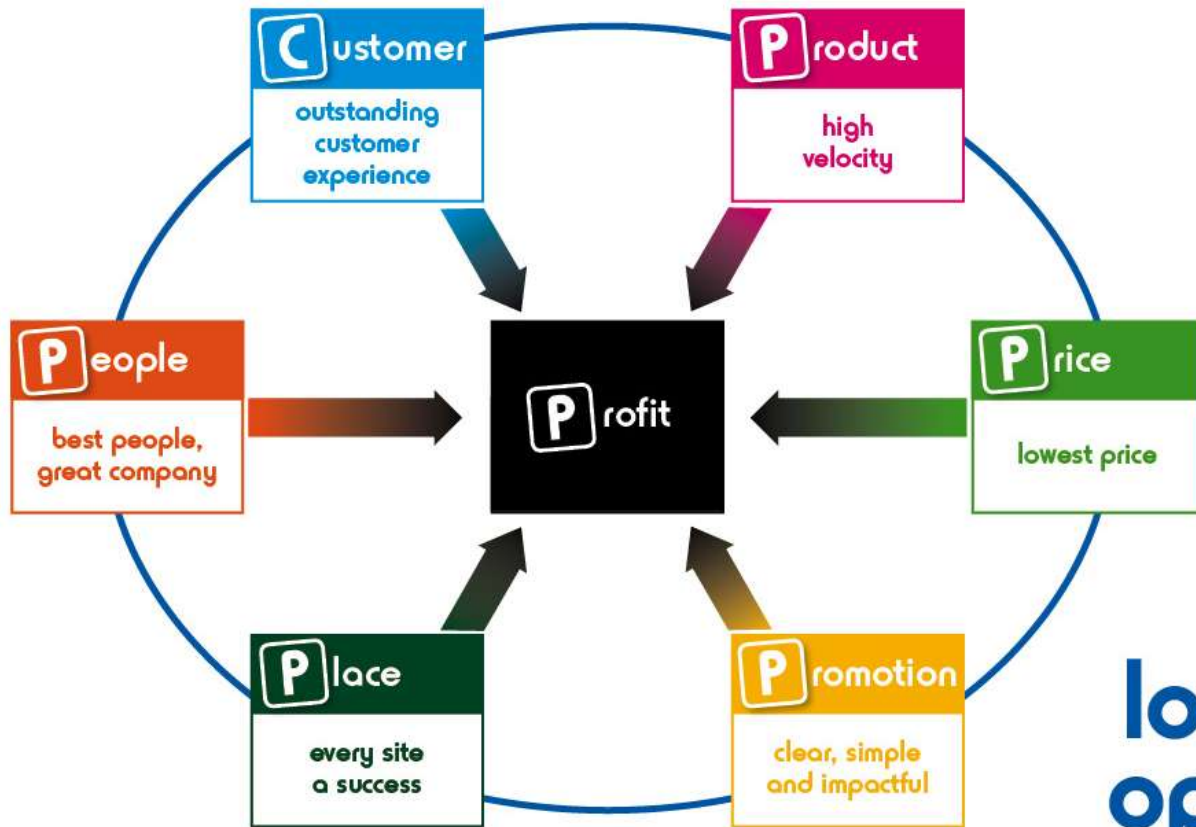 Customer
outstanding
customer
experience
Product
high
velocity
People
best people,
great company
Profit
Price
lowest price
Place
every site
a success
Promotion
clear, simple
and impactful